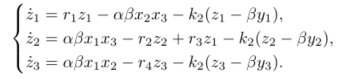 ż₁ = r₁z₁ − αβx₂x₃ − k₂(z₁ − βy₁),
ż₂ = αβx₁x₃ − r₂z₂ + r₃z₁ − k₂(z₂ − βy₂),
ż₃ = αβx₁x₂ − r₄z₃ − k₂(z₃ − βy₃).